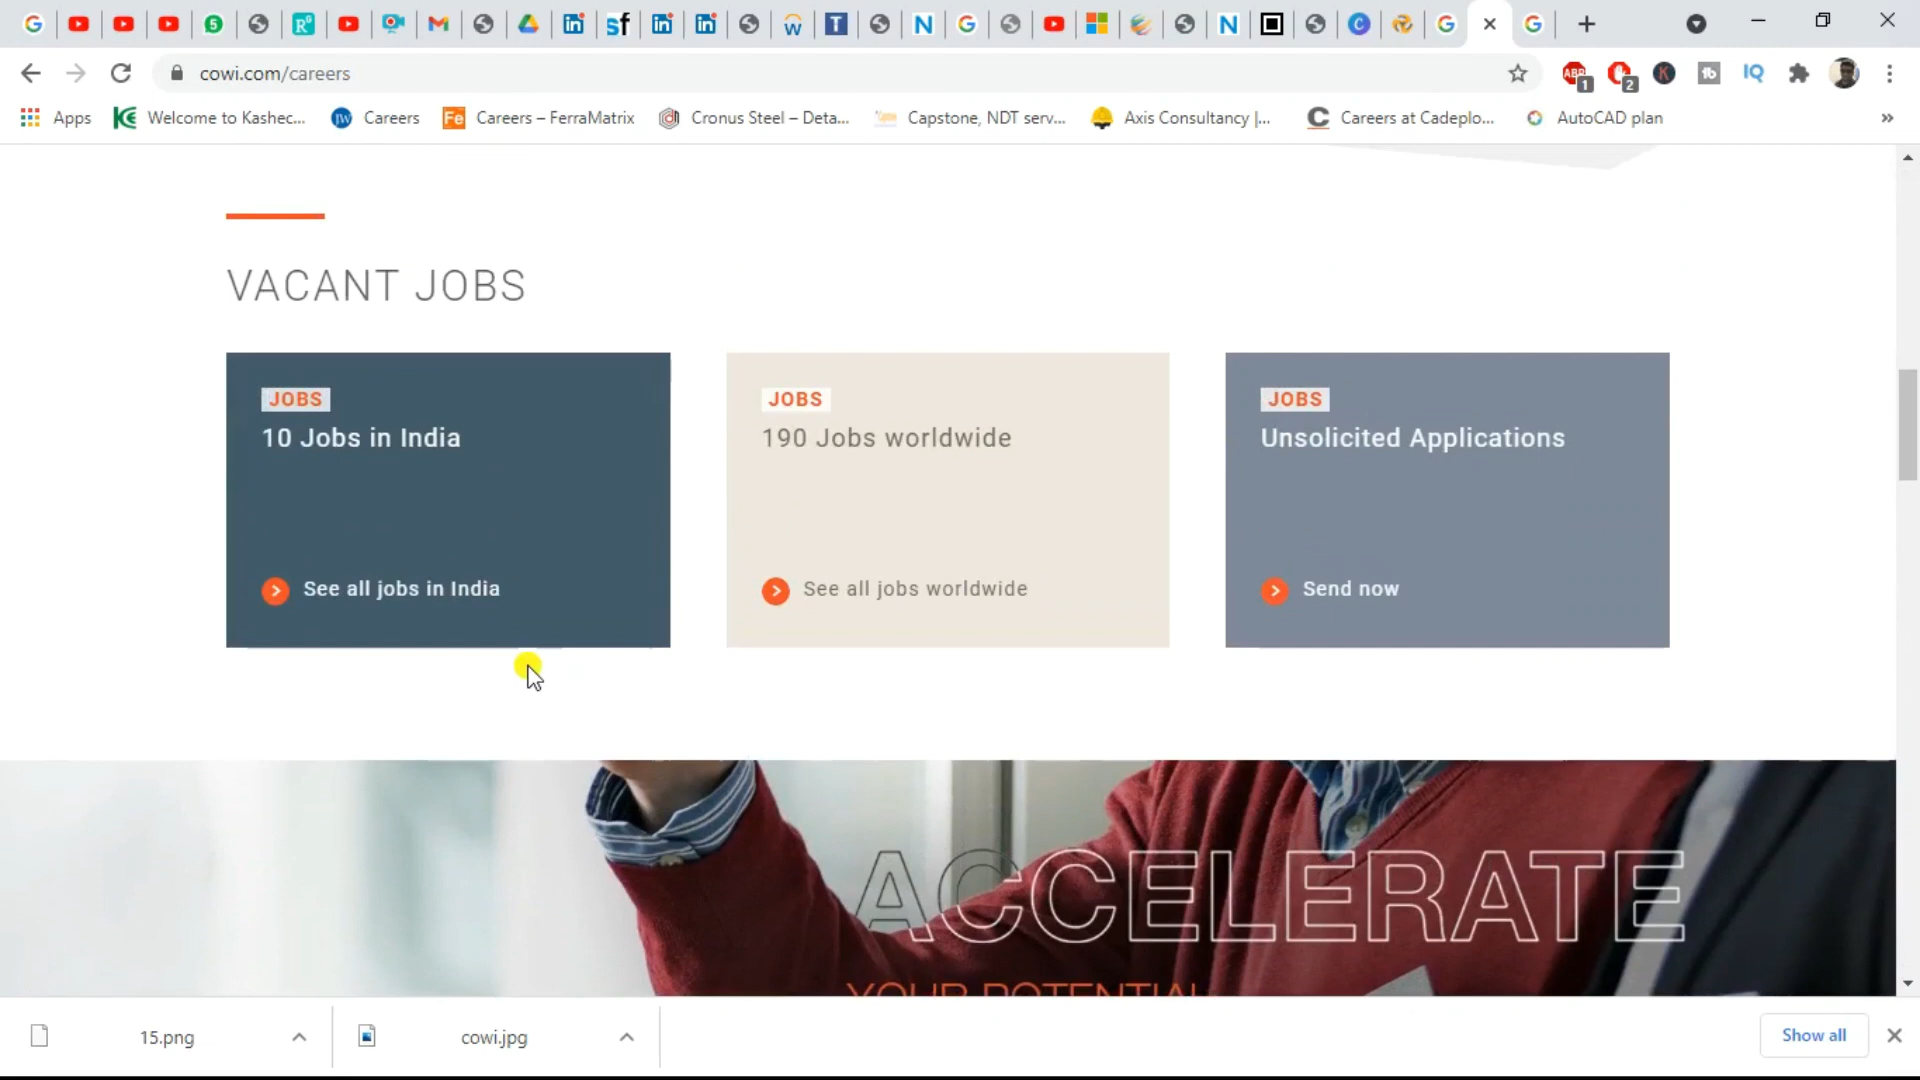 cowi.com/careers
Apps
Welcome to Kashec...
Careers
Careers – FerraMatrix
Cronus Steel – Deta...
Capstone, NDT serv...
Axis Consultancy |...
Careers at Cadeplo...
AutoCAD plan
»
VACANT JOBS
JOBS
10 Jobs in India
See all jobs in India
JOBS
190 Jobs worldwide
See all jobs worldwide
JOBS
Unsolicited Applications
Send now
ACCELERATE
YOUR POTENTIAL
15.png
cowi.jpg
Show all